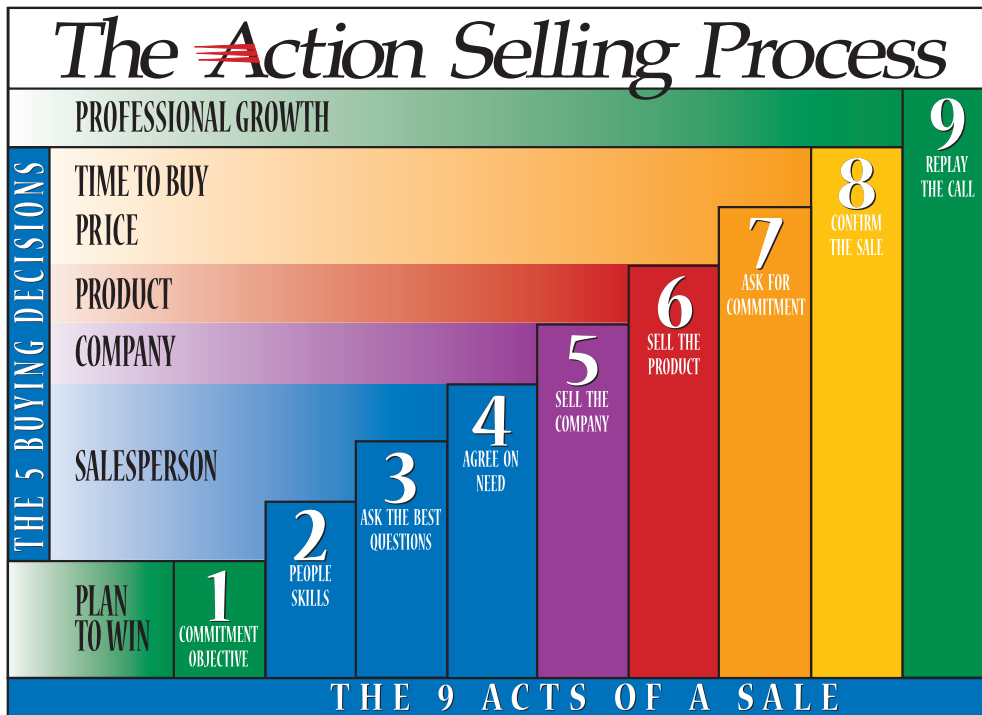 The Action Selling Process
PROFESSIONAL GROWTH
THE 5 BUYING DECISIONS
TIME TO BUY
PRICE
PRODUCT
COMPANY
SALESPERSON
PLAN
TO WIN
1
COMMITMENT
OBJECTIVE
2
PEOPLE
SKILLS
3
ASK THE BEST
QUESTIONS
4
AGREE ON
NEED
5
SELL THE
COMPANY
6
SELL THE
PRODUCT
7
ASK FOR
COMMITMENT
8
CONFIRM
THE SALE
9
REPLAY
THE CALL
THE 9 ACTS OF A SALE